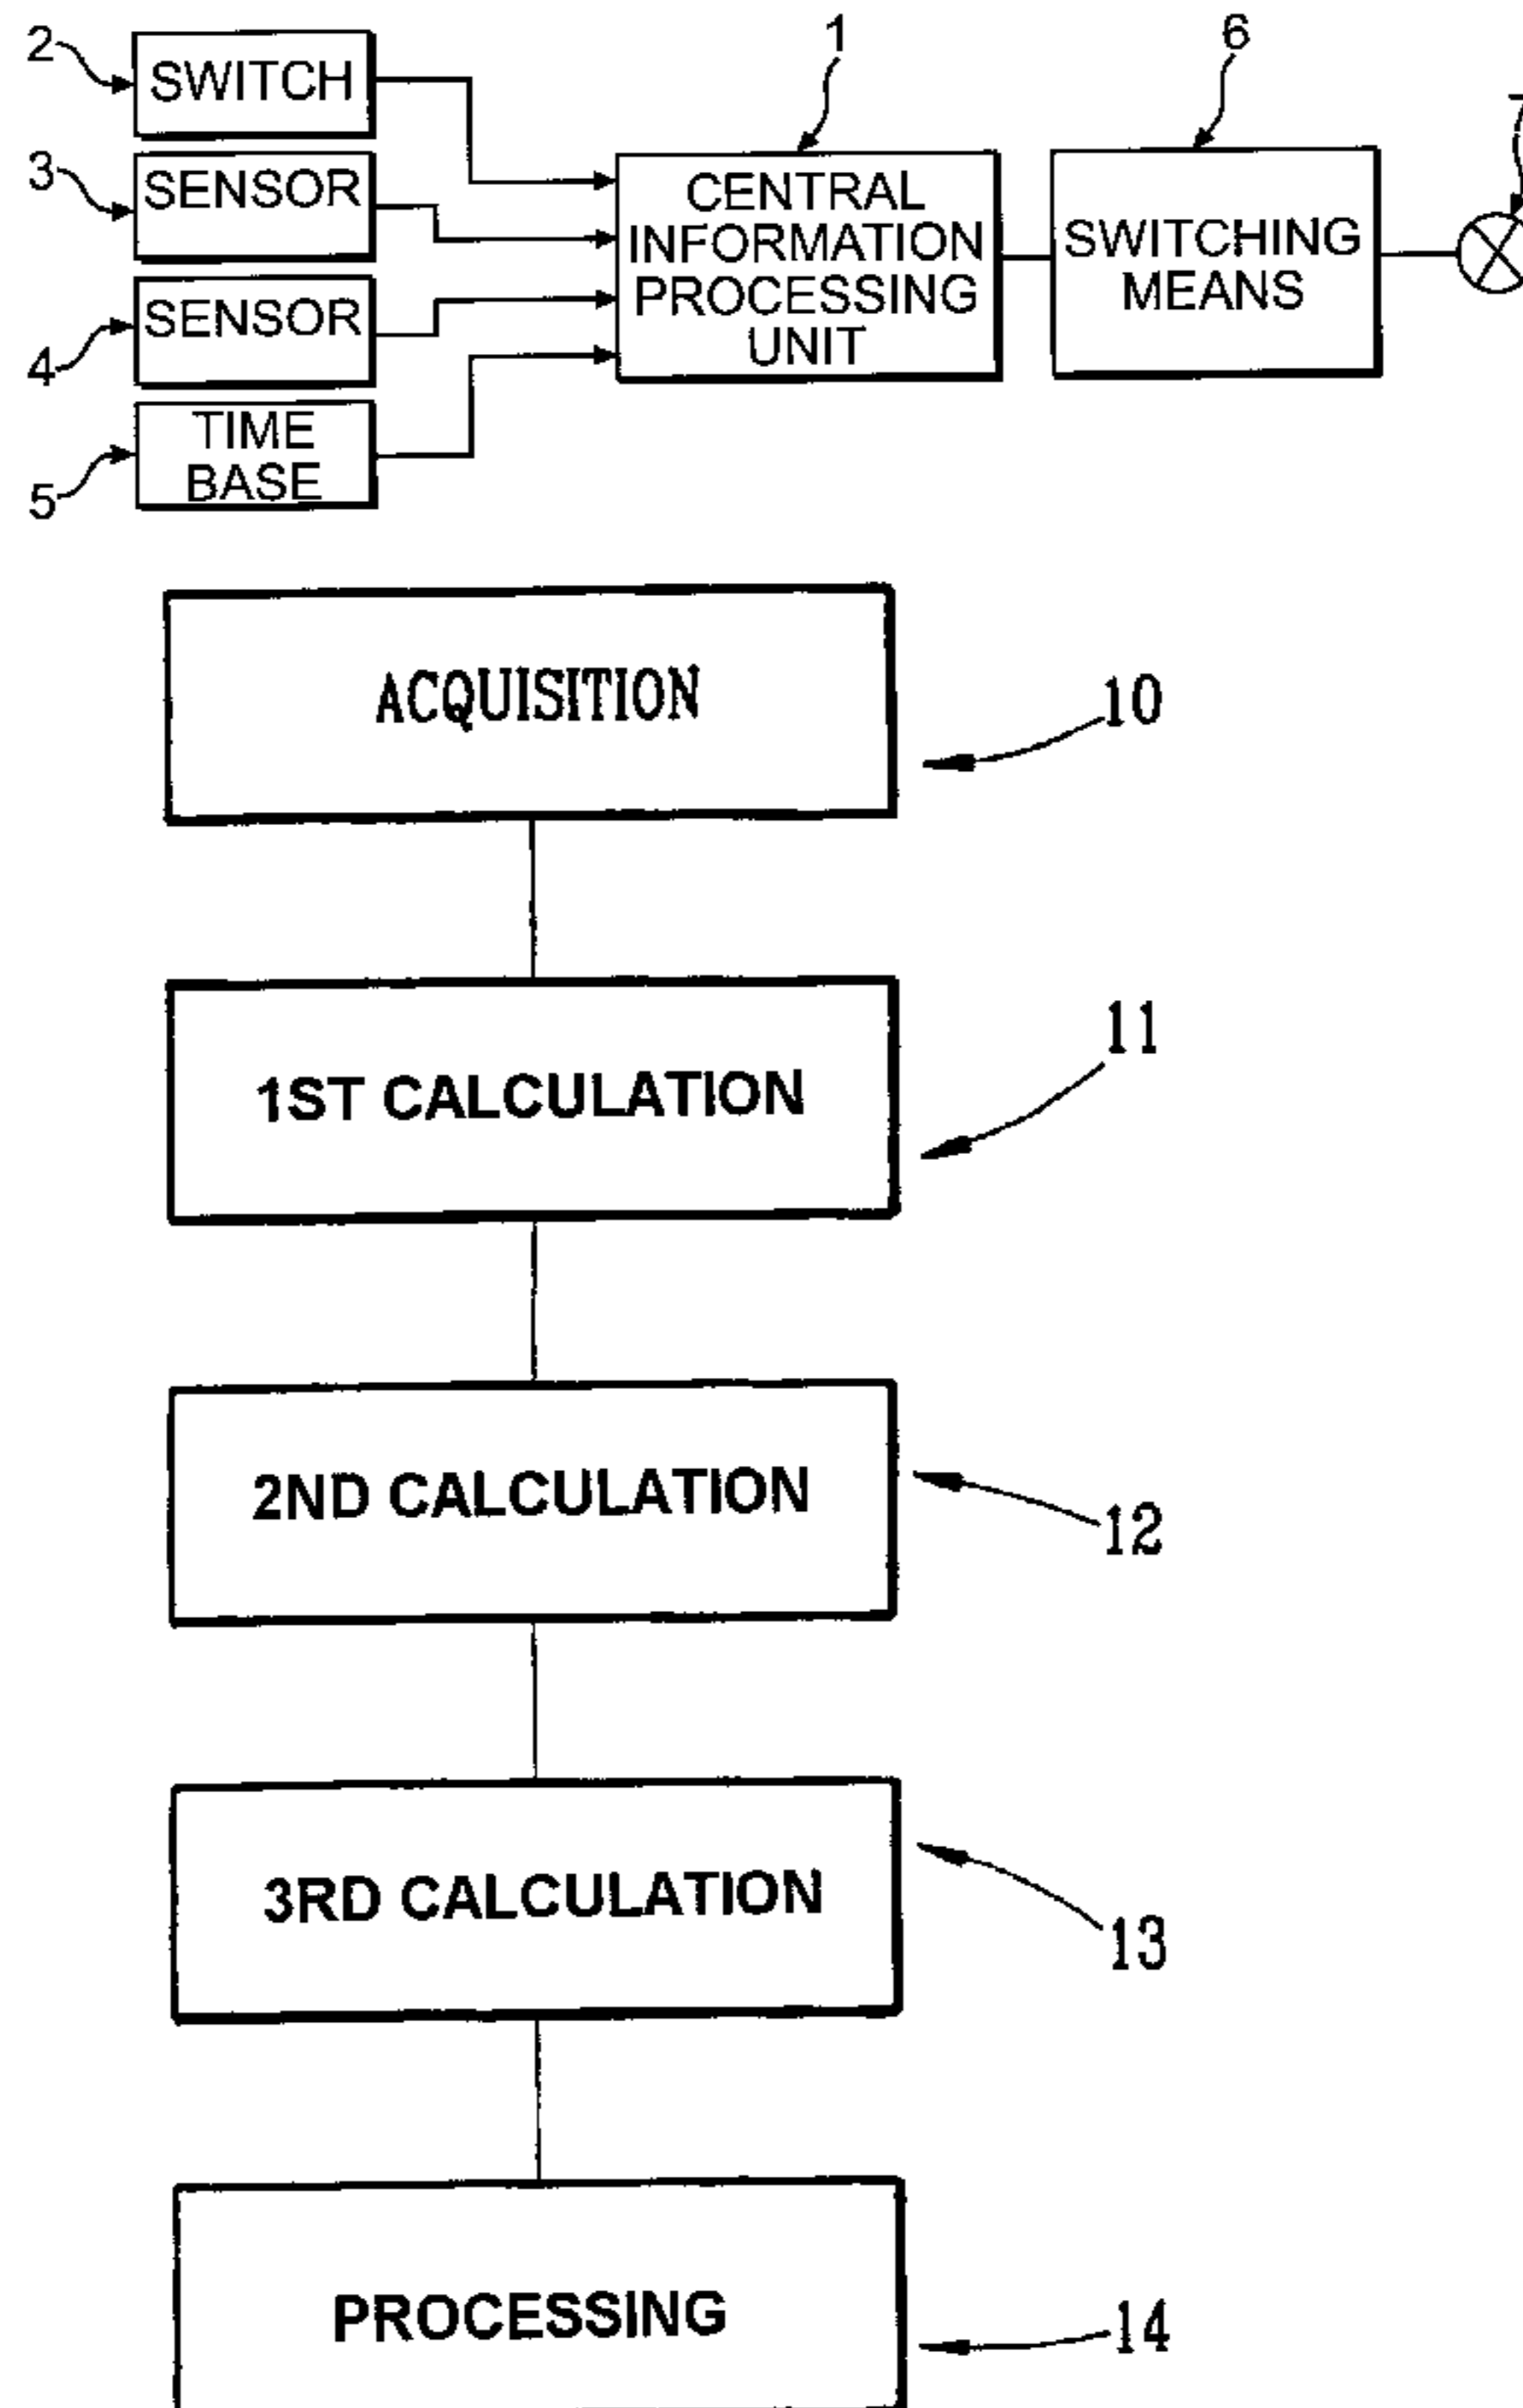 2
SWITCH
3
SENSOR
4
SENSOR
5
TIME
BASE
1
CENTRAL
INFORMATION
PROCESSING
UNIT
6
SWITCHING
MEANS
ACQUISITION
10
1ST CALCULATION
11
2ND CALCULATION
12
3RD CALCULATION
13
PROCESSING
14